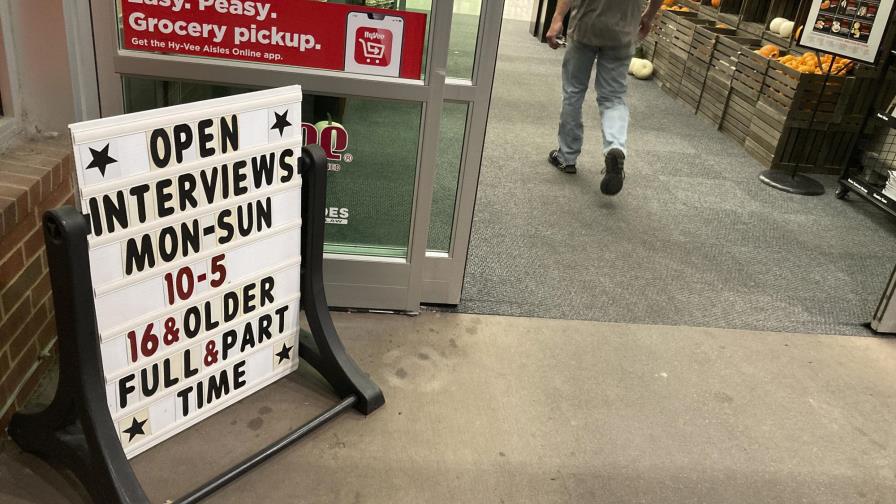 Easy. Peasy.
Grocery pickup.
Get the Hy-Vee Aisles Online app.
HyVee
OPEN
INTERVIEWS
MON-SUN
10-5
16&OLDER
FULL&PART
TIME